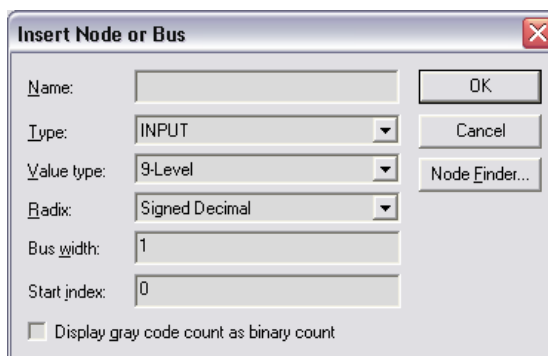 Insert Node or Bus
Name:
OK
Type: INPUT
Cancel
Value type: 9-Level
Node Finder...
Radix: Signed Decimal
Bus width: 1
Start index: 0
Display gray code count as binary count